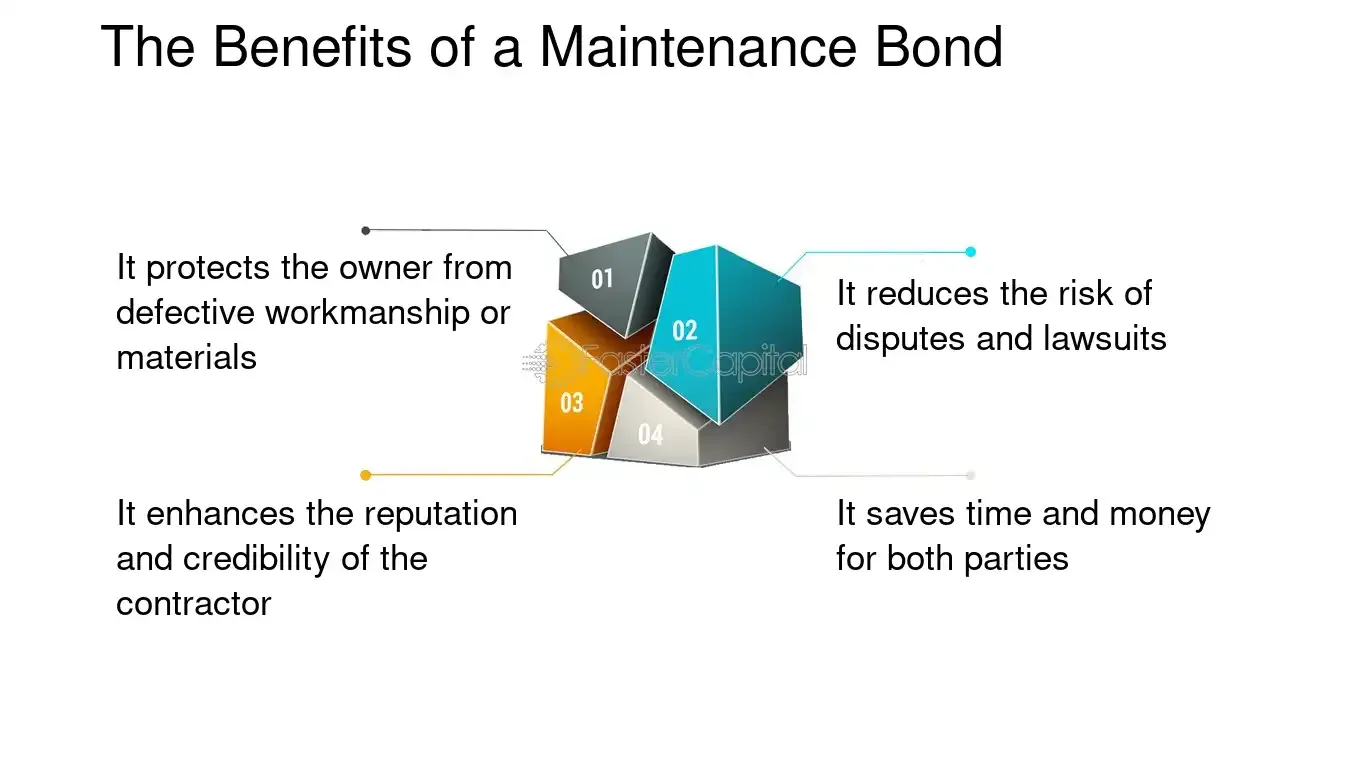 The Benefits of a Maintenance Bond
It protects the owner from
defective workmanship or
materials
01
02
It reduces the risk of
disputes and lawsuits
FasterCapital
03
04
It enhances the reputation
and credibility of the
contractor
It saves time and money
for both parties